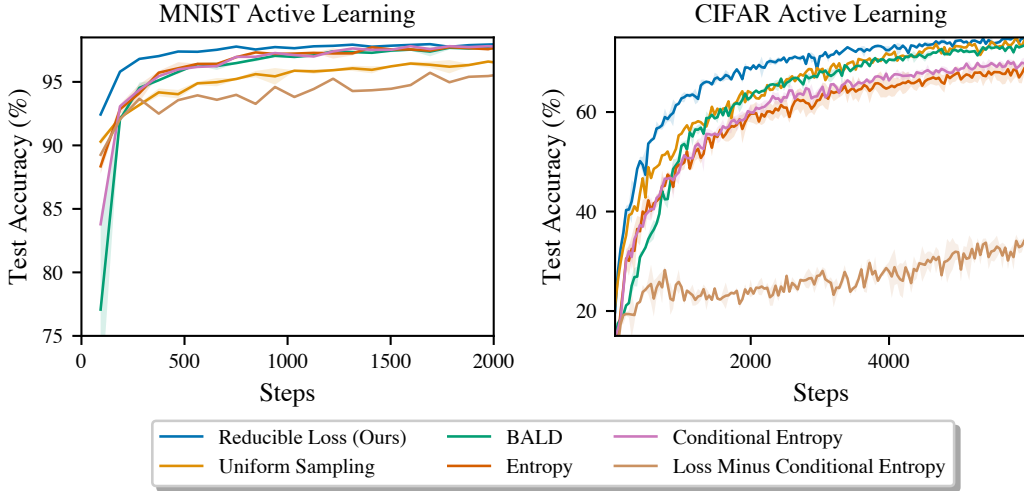 MNIST Active Learning
Test Accuracy (%)
95
90
85
80
75
0 500 1000 1500 2000
Steps
CIFAR Active Learning
Test Accuracy (%)
60
40
20
2000 4000
Steps
Reducible Loss (Ours) BALD Conditional Entropy
Uniform Sampling Entropy Loss Minus Conditional Entropy